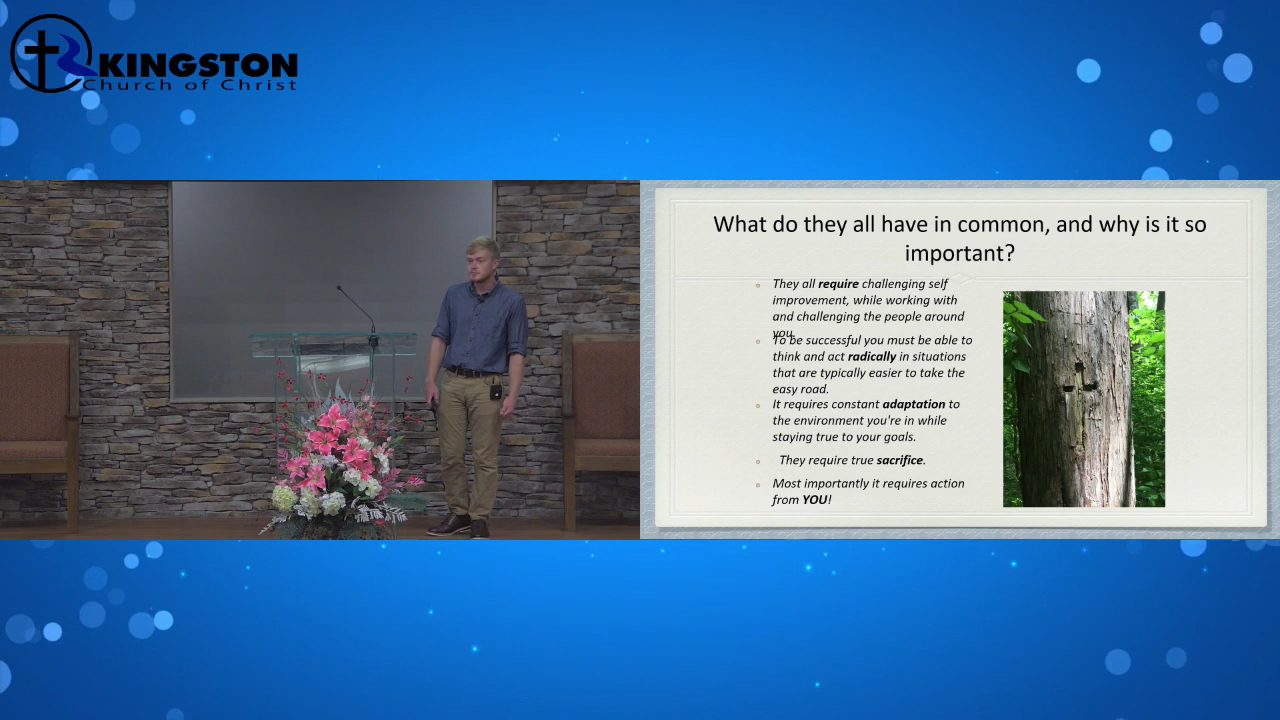 KINGSTON
Church of Christ
What do they all have in common, and why is it so
important?
They all require challenging self
improvement, while working with
and challenging the people around
you.
To be successful you must be able to
think and act radically in situations
that are typically easier to take the
easy road.
It requires constant adaptation to
the environment you're in while
staying true to your goals.
They require true sacrifice.
Most importantly it requires action
from YOU!